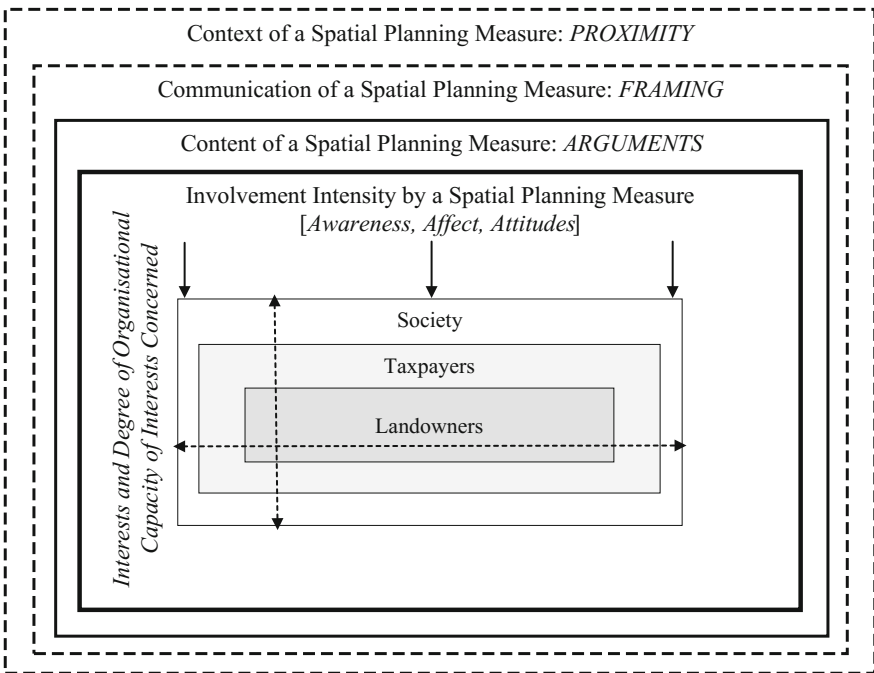 Context of a Spatial Planning Measure: PROXIMITY
Communication of a Spatial Planning Measure: FRAMING
Content of a Spatial Planning Measure: ARGUMENTS
Involvement Intensity by a Spatial Planning Measure
[Awareness, Affect, Attitudes]
Interests and Degree of Organisational
Capacity of Interests Concerned
Society
Taxpayers
Landowners